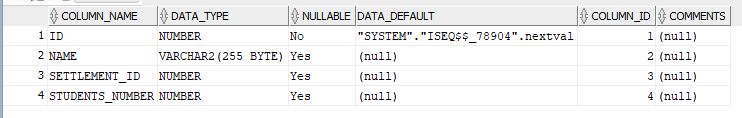 COLUMN_NAME DATA_TYPE NULLABLE DATA_DEFAULT COLUMN_ID COMMENTS
1 ID NUMBER No "SYSTEM"."ISEQ$$_78904".nextval 1 (null)
2 NAME VARCHAR2(255 BYTE) Yes (null) 2 (null)
3 SETTLEMENT_ID NUMBER Yes (null) 3 (null)
4 STUDENTS_NUMBER NUMBER Yes (null) 4 (null)